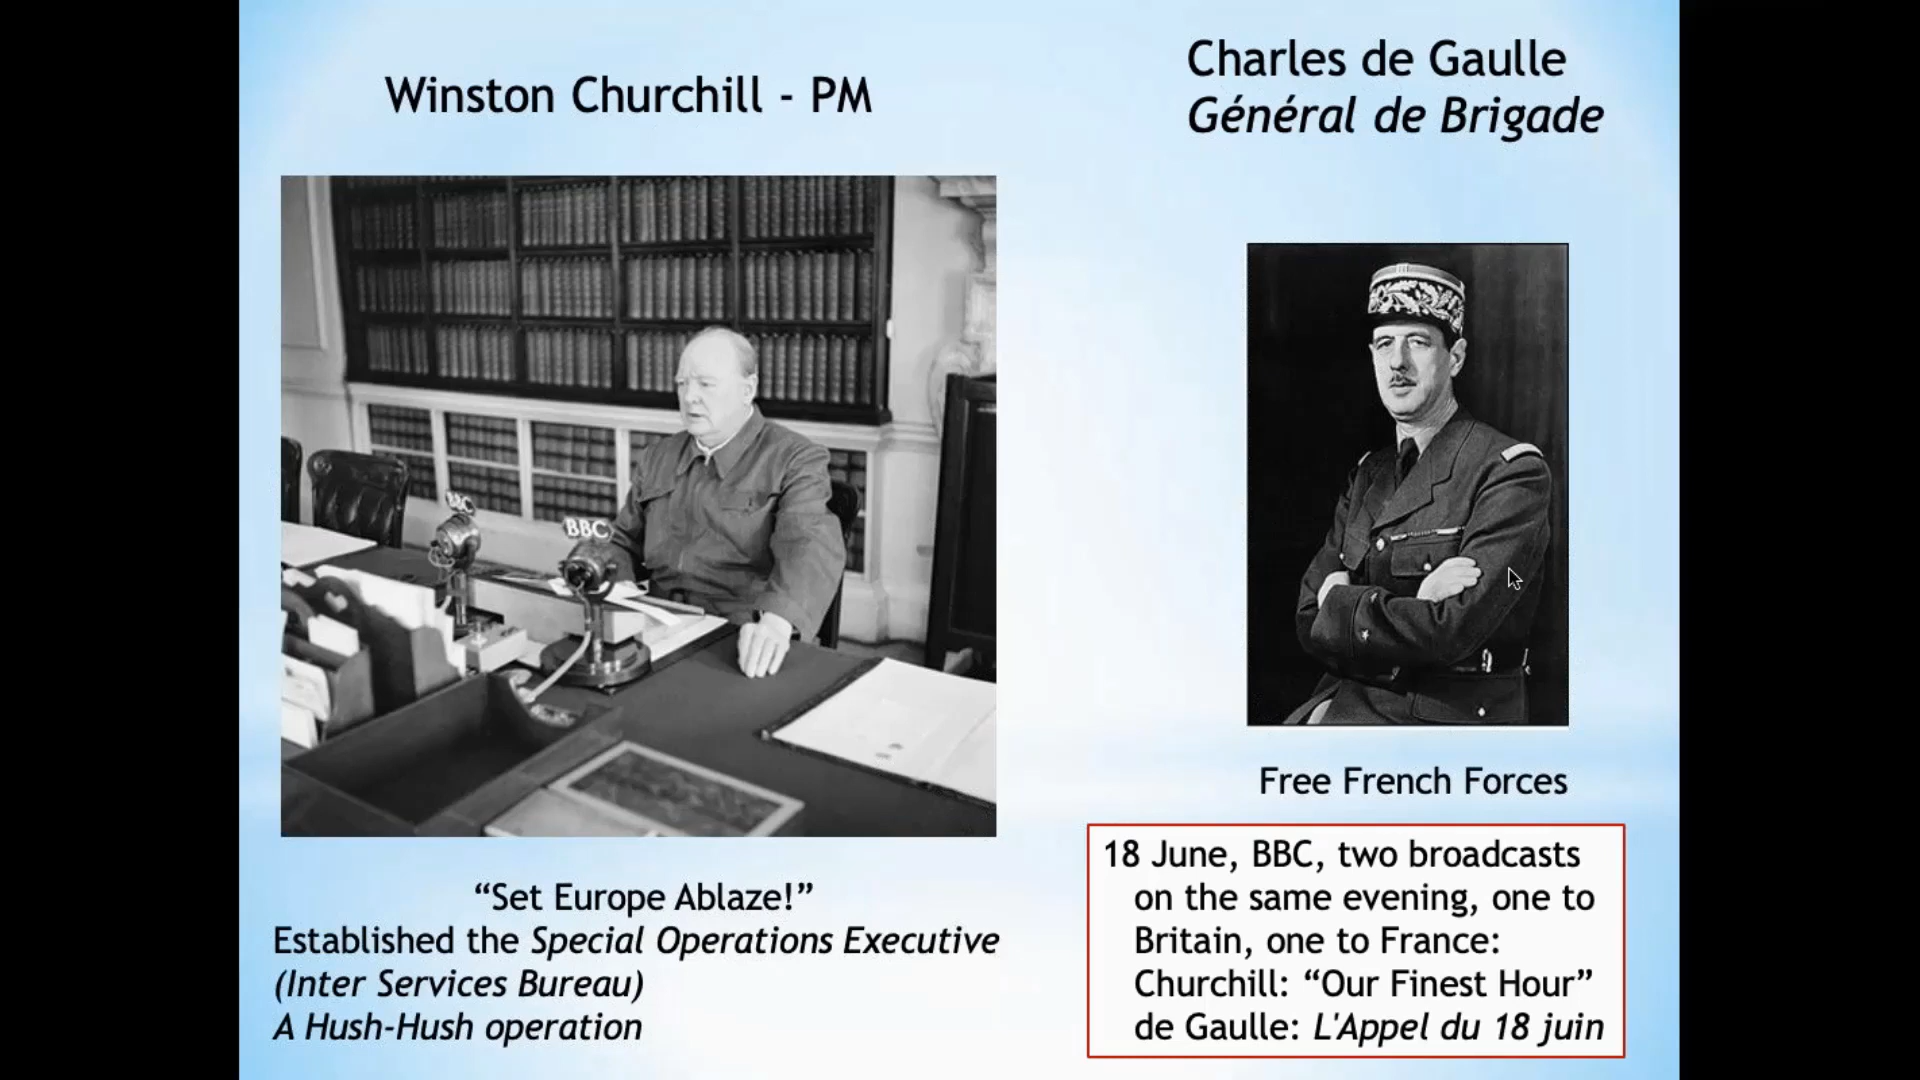 Winston Churchill - PM
Charles de Gaulle
Général de Brigade
BBC
BBC
“Set Europe Ablaze!”
Established the Special Operations Executive
(Inter Services Bureau)
A Hush-Hush operation
Free French Forces
18 June, BBC, two broadcasts
on the same evening, one to
Britain, one to France:
Churchill: “Our Finest Hour”
de Gaulle: L'Appel du 18 juin